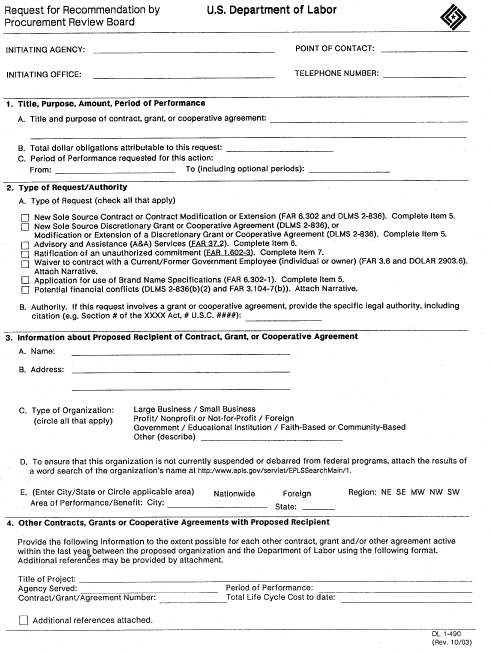 Request for Recommendation by
Procurement Review Board
U.S. Department of Labor
INITIATING AGENCY:
POINT OF CONTACT:
INITIATING OFFICE:
TELEPHONE NUMBER:
1. Title, Purpose, Amount, Period of Performance
A. Title and purpose of contract, grant, or cooperative agreement:
B. Total dollar obligations attributable to this request:
C. Period of Performance requested for this action:
From: To (including optional periods):
2. Type of Request/Authority
A. Type of Request (check all that apply)
New Sole Source Contract or Contract Modification or Extension (FAR 6.302 and DLMS 2-836). Complete Item 5.
New Sole Source Discretionary Grant or Cooperative Agreement (DLMS 2-836), or
Modification or Extension of a Discretionary Grant or Cooperative Agreement (DLMS 2-836). Complete Item 5.
Advisory and Assistance (A&A) Services (FAR 37.2). Complete Item 6.
Ratification of an unauthorized commitment (FAR 1.602-3). Complete Item 7.
Waiver to contract with a Current/Former Government Employee (individual or owner) (FAR 3.6 and DOLAR 2903.6).
Attach Narrative.
Application for use of Brand Name Specifications (FAR 6.302-1). Complete Item 5.
Potential financial conflicts (DLMS 2-836(b)(2) and FAR 3.104-7(b)). Attach Narrative.
B. Authority. If this request involves a grant or cooperative agreement, provide the specific legal authority, including
citation (e.g. Section # of the XXXX Act, # U.S.C. ####):
3. Information about Proposed Recipient of Contract, Grant, or Cooperative Agreement
A. Name:
B. Address:
C. Type of Organization: Large Business / Small Business
(circle all that apply) Profit/ Nonprofit or Not-for-Profit / Foreign
Government / Educational Institution / Faith-Based or Community-Based
Other (describe)
D. To ensure that this organization is not currently suspended or debarred from federal programs, attach the results of
a word search of the organization's name at http:/www.epls.gov/servlet/EPLSSearchMain/1.
E. (Enter City/State or Circle applicable area) Nationwide Foreign Region: NE SE MW NW SW
Area of Performance/Benefit: City: State:
4. Other Contracts, Grants or Cooperative Agreements with Proposed Recipient
Provide the following information to the extent possible for each other contract, grant and/or other agreement active
within the last year between the proposed organization and the Department of Labor using the following format.
Additional references may be provided by attachment.
Title of Project:
Agency Served: Period of Performance:
Contract/Grant/Agreement Number: Total Life Cycle Cost to date:
Additional references attached.
DL 1-490
(Rev. 10/03)